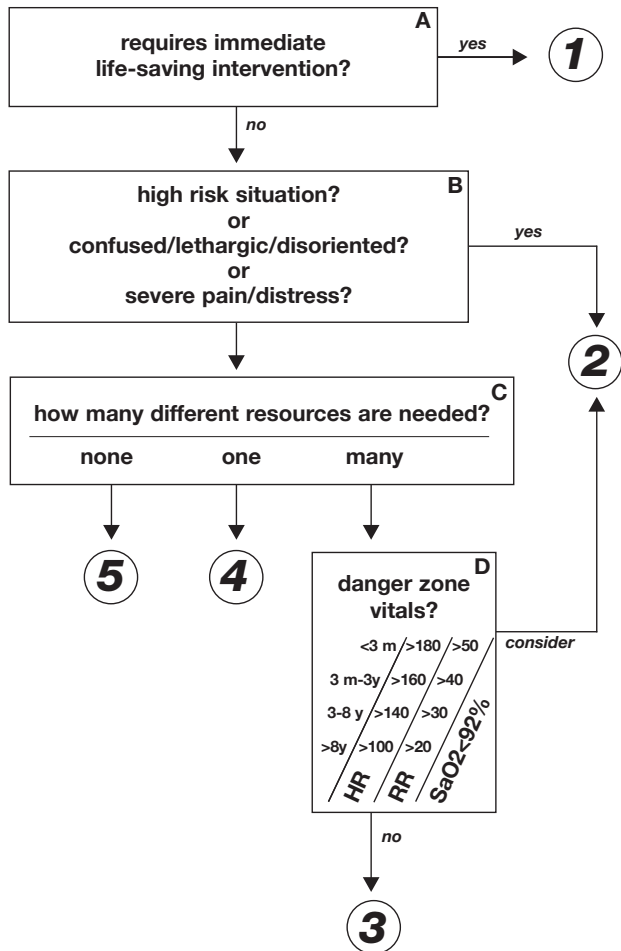 A
requires immediate
life-saving intervention?
yes
1
no
B
high risk situation?
or
confused/lethargic/disoriented?
or
severe pain/distress?
yes
2
C
how many different resources are needed?
none one many
5 4
D
danger zone
vitals?
<3 m >180 >50
3 m-3y >160 >40
3-8 y >140 >30
>8y >100 >20
HR RR SaO2<92%
consider
no
3